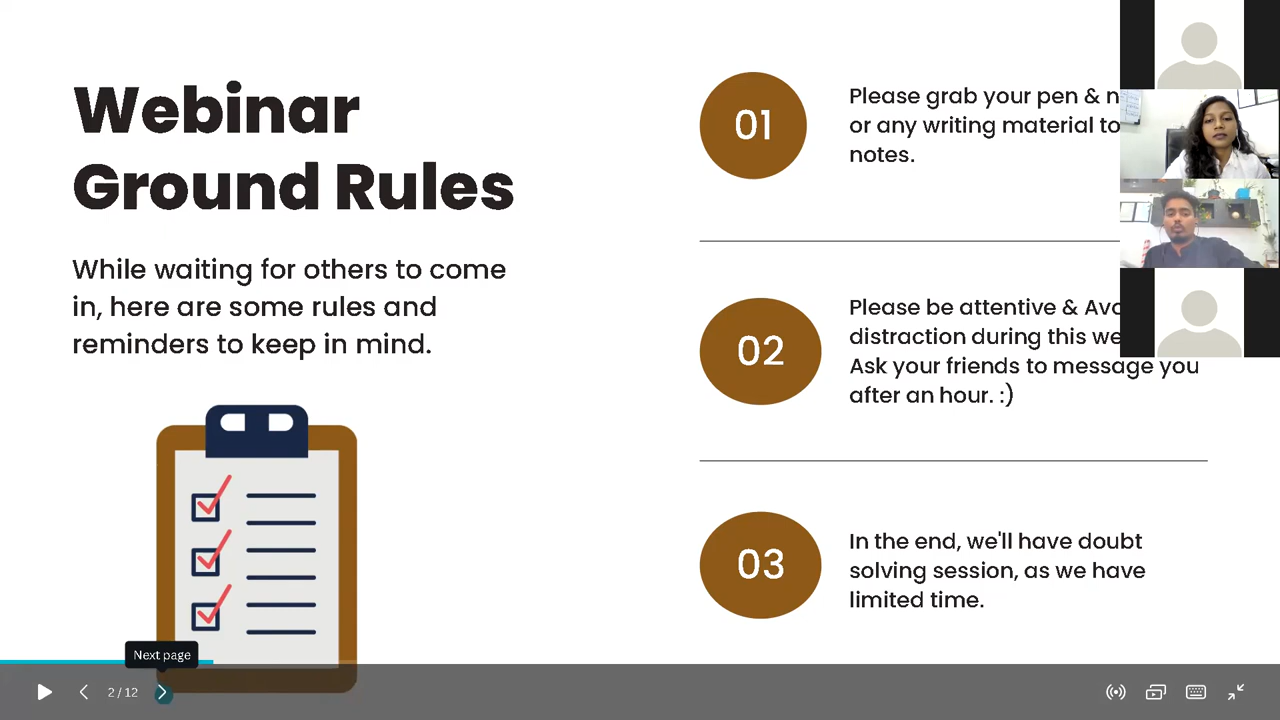 Webinar
Ground Rules
While waiting for others to come
in, here are some rules and
reminders to keep in mind.
01
Please grab your pen &
or any writing material to
notes.
02
Please be attentive &
distraction during this
Ask your friends to message you
after an hour. :)
03
In the end, we'll have doubt
solving session, as we have
limited time.
Next page
2 / 12